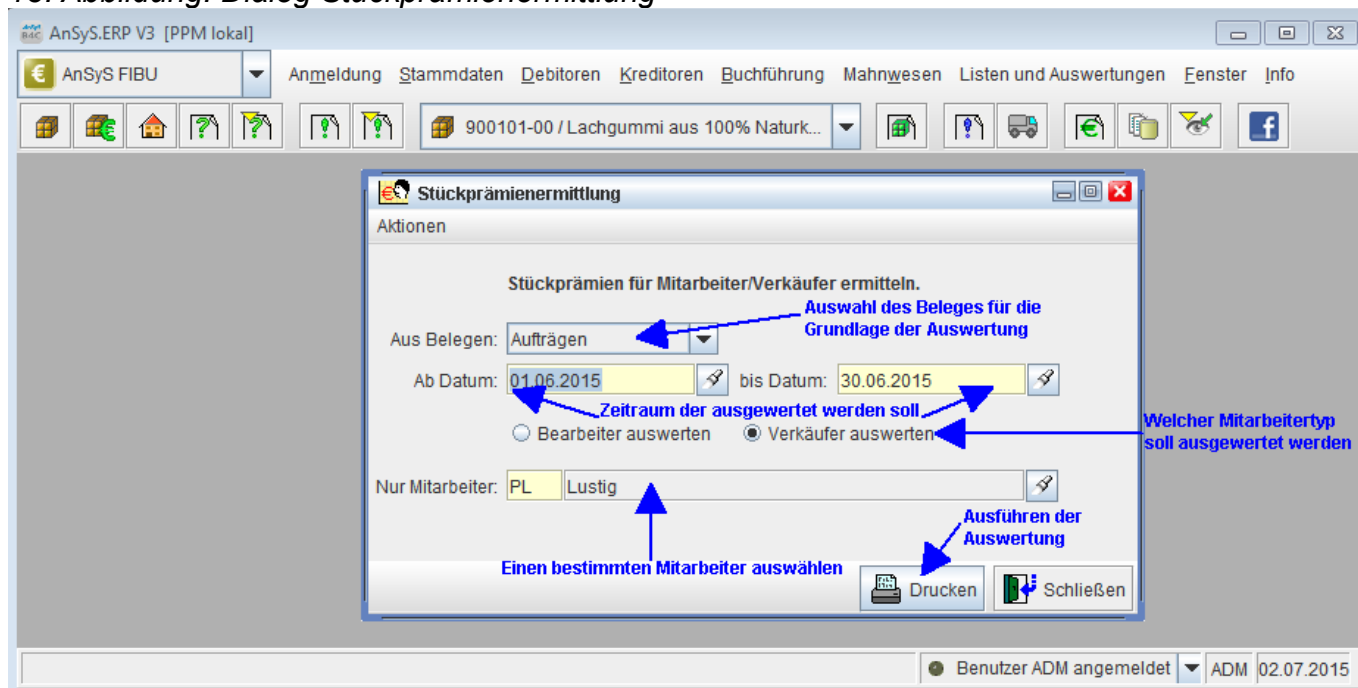 Abbildung: Dialog Stückprämienermittlung
AnSyS.ERP V3 [PPM lokal]
AnSyS FIBU Anmeldung Stammdaten Debitoren Kreditoren Buchführung Mahnwesen Listen und Auswertungen Fenster Info
900101-00 / Lachgummi aus 100% Naturk...
Stückprämienermittlung
Aktionen
Stückprämien für Mitarbeiter/Verkäufer ermitteln.
Auswahl des Beleges für die
Grundlage der Auswertung
Aus Belegen: Aufträgen
Ab Datum: 01.06.2015 bis Datum: 30.06.2015
Zeitraum der ausgewertet werden soll
Bearbeiter auswerten Verkäufer auswerten
Welcher Mitarbeitertyp
soll ausgewertet werden
Nur Mitarbeiter: PL Lustig
Ausführen der
Auswertung
Einen bestimmten Mitarbeiter auswählen
Drucken Schließen
Benutzer ADM angemeldet ADM 02.07.2015